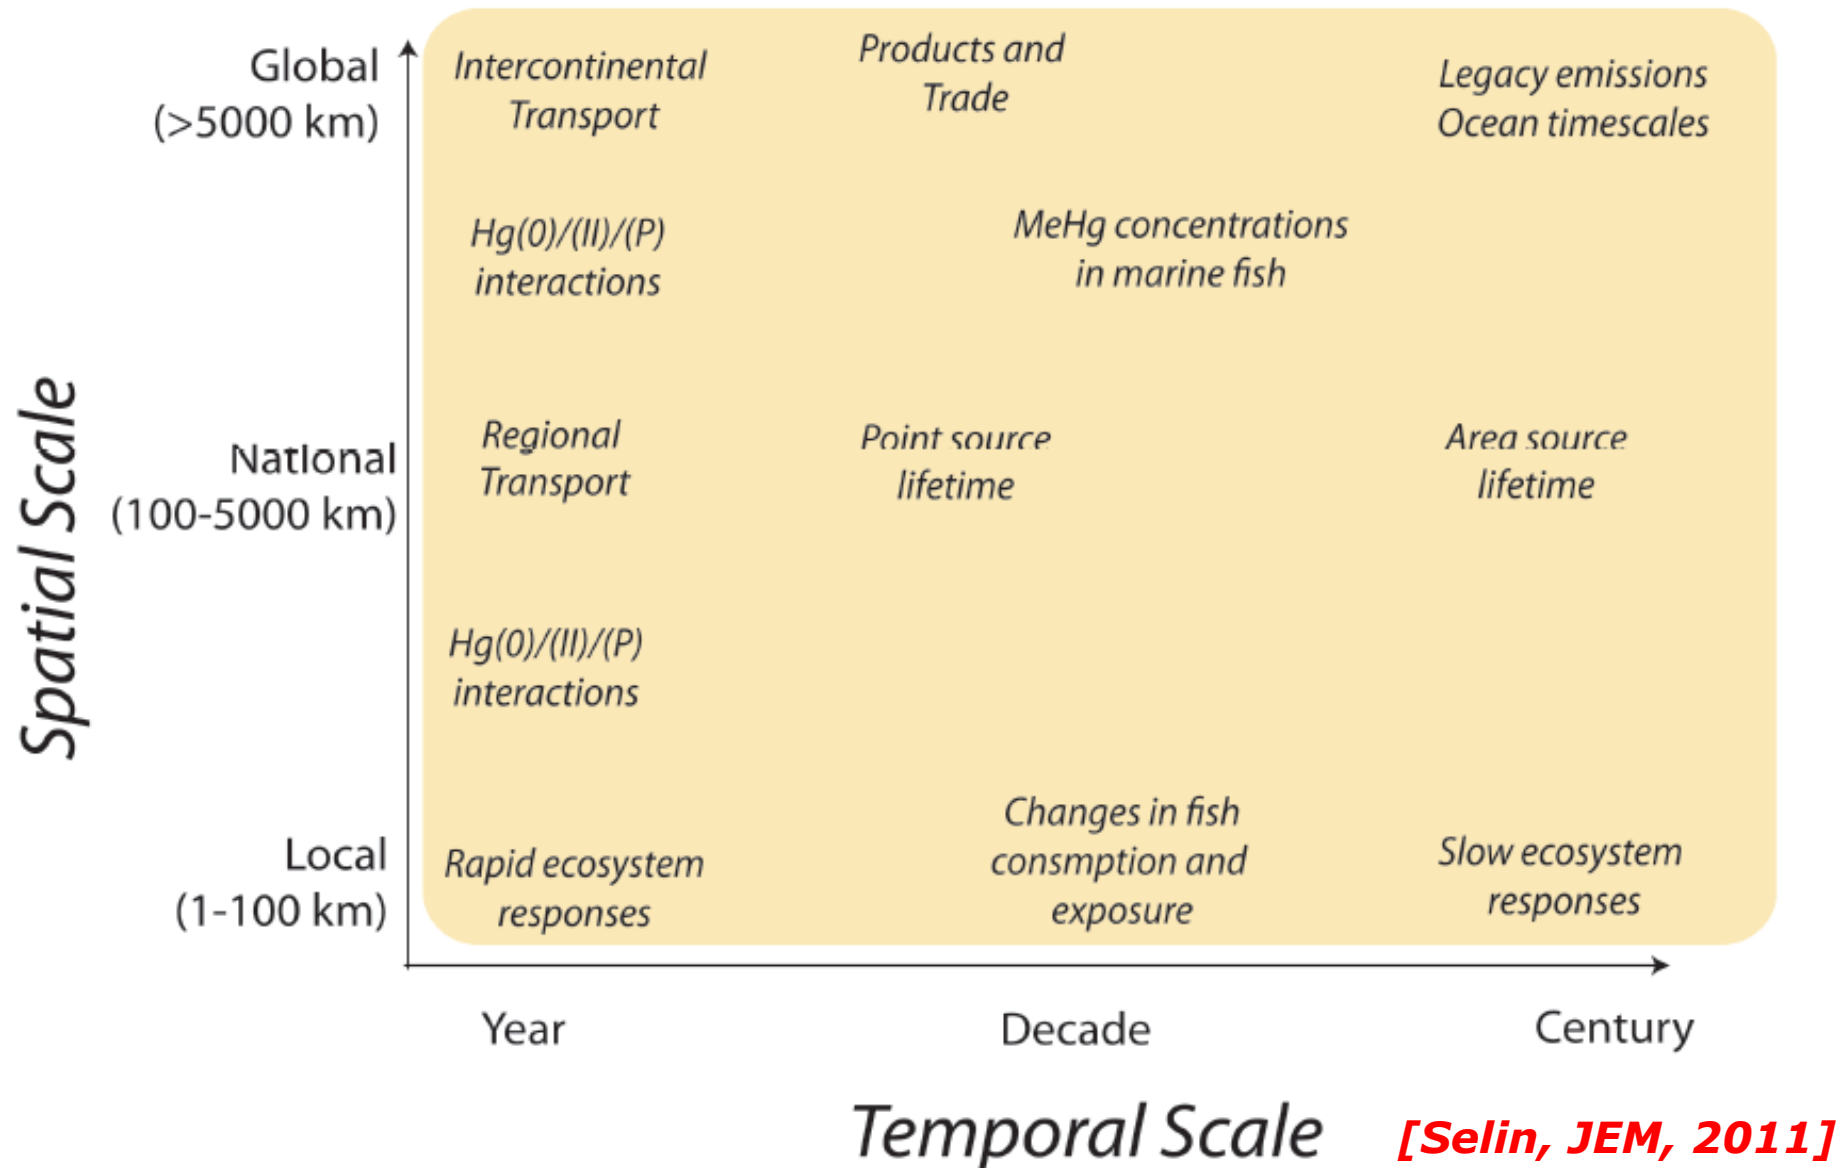 Global
(>5000 km)
Intercontinental
Transport
Products and
Trade
Legacy emissions
Ocean timescales
Hg(0)/(II)/(P)
interactions
MeHg concentrations
in marine fish
Spatial Scale
National
(100-5000 km)
Regional
Transport
Point source
lifetime
Area source
lifetime
Hg(0)/(II)/(P)
interactions
Local
(1-100 km)
Rapid ecosystem
responses
Changes in fish
consmption and
exposure
Slow ecosystem
responses
Year
Decade
Century
Temporal Scale
[Selin, JEM, 2011]